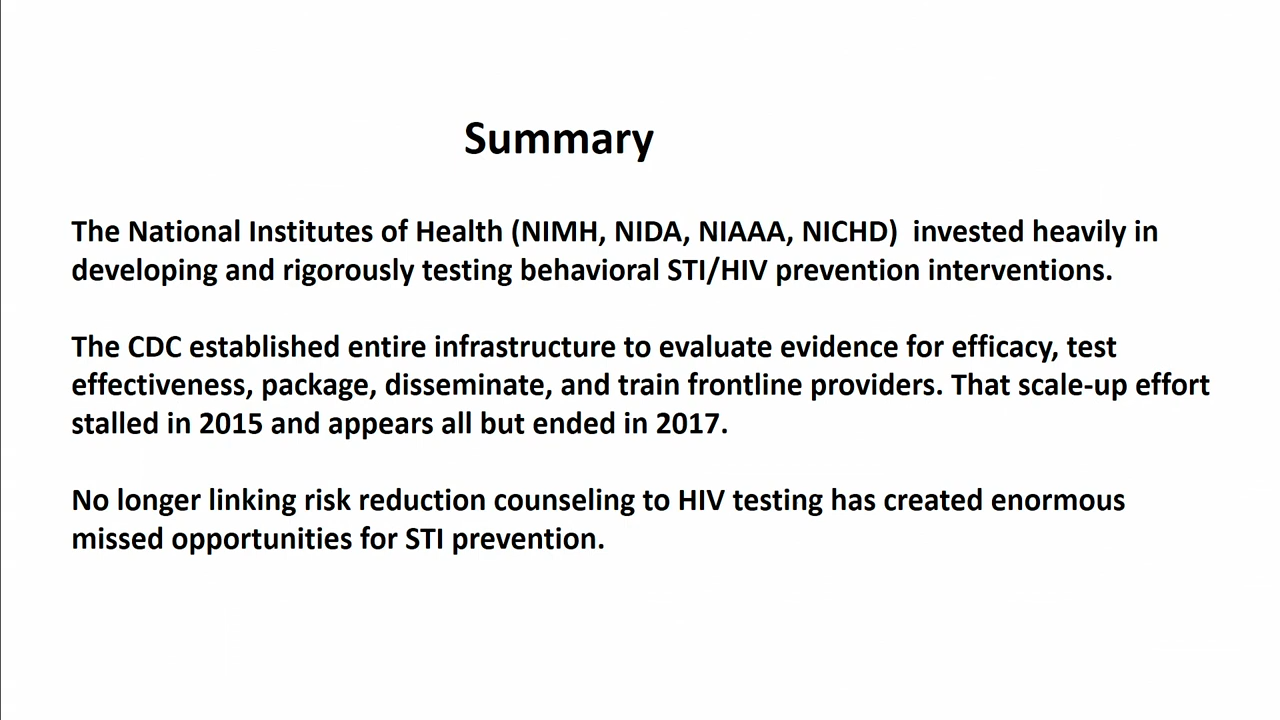 Summary
The National Institutes of Health (NIMH, NIDA, NIAAA, NICHD)  invested heavily in
developing and rigorously testing behavioral STI/HIV prevention interventions.
The CDC established entire infrastructure to evaluate evidence for efficacy, test
effectiveness, package, disseminate, and train frontline providers. That scale-up effort
stalled in 2015 and appears all but ended in 2017.
No longer linking risk reduction counseling to HIV testing has created enormous
missed opportunities for STI prevention.